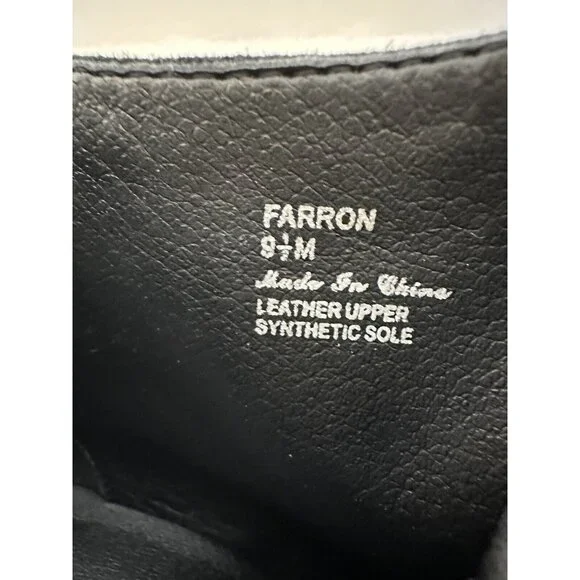 FARRON
9½M
Made In China
LEATHER UPPER
SYNTHETIC SOLE